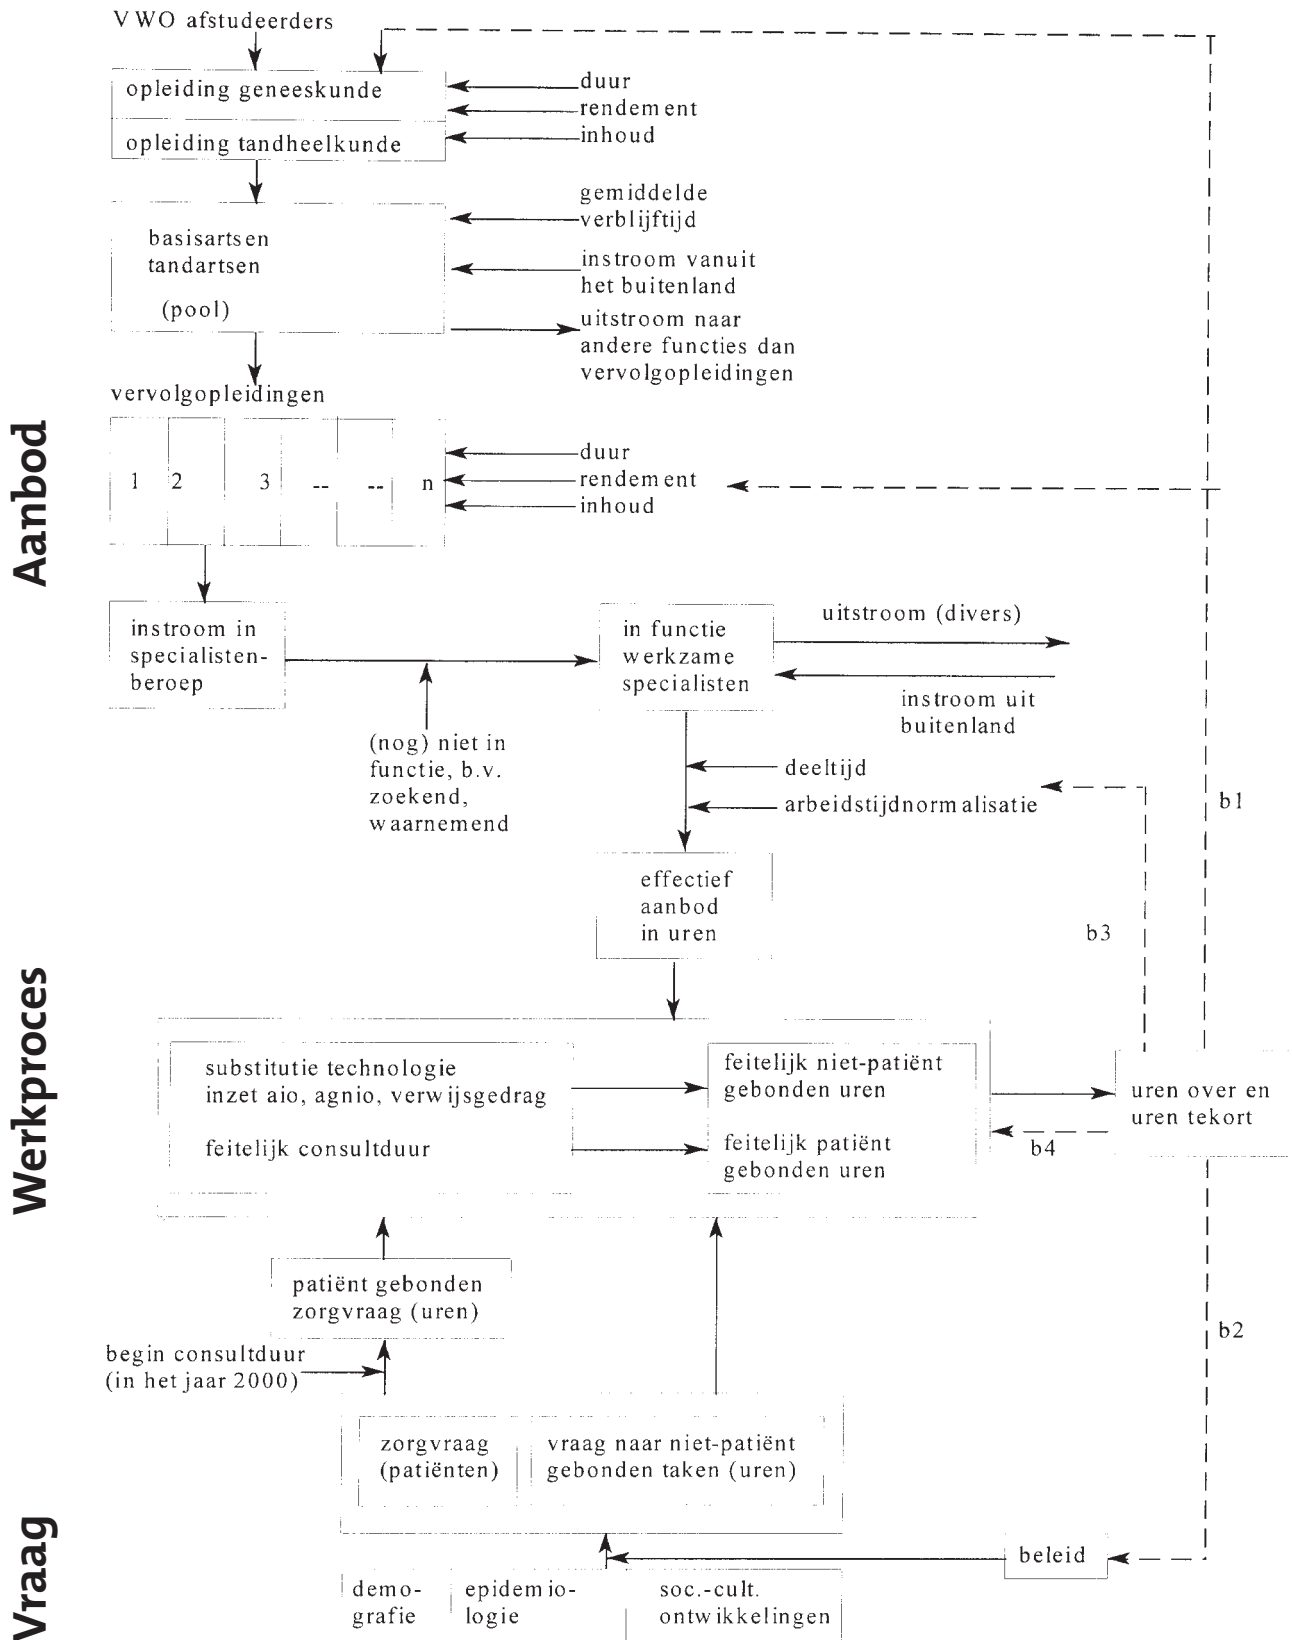 VWO afstudeerders
opleiding geneeskunde
opleiding tandheelkunde
duur
rendement
inhoud
basisartsen
tandartsen
(pool)
gemiddelde
verblijftijd
instroom vanuit
het buitenland
uitstroom naar
andere functies dan
vervolgopleidingen
vervolgopleidingen
1 2 3 -- -- n
duur
rendement
inhoud
Aanbod
instroom in
specialisten-
beroep
(nog) niet in
functie, b.v.
zoekend,
waarnemend
in functie
werkzame
specialisten
uitstroom (divers)
instroom uit
buitenland
deeltijd
arbeidstijdnormalisatie
b1
effectief
aanbod
in uren
b3
Werkproces
substitutie technologie
inzet aio, agnio, verwijsgedrag
feitelijk consultduur
feitelijk niet-patiënt
gebonden uren
feitelijk patiënt
gebonden uren
uren over en
uren tekort
b4
patiënt gebonden
zorgvraag (uren)
begin consultduur
(in het jaar 2000)
b2
zorgvraag
(patiënten)
vraag naar niet-patiënt
gebonden taken (uren)
Vraag
beleid
demo-
grafie
epidemio-
logie
soc.-cult.
ontwikkelingen